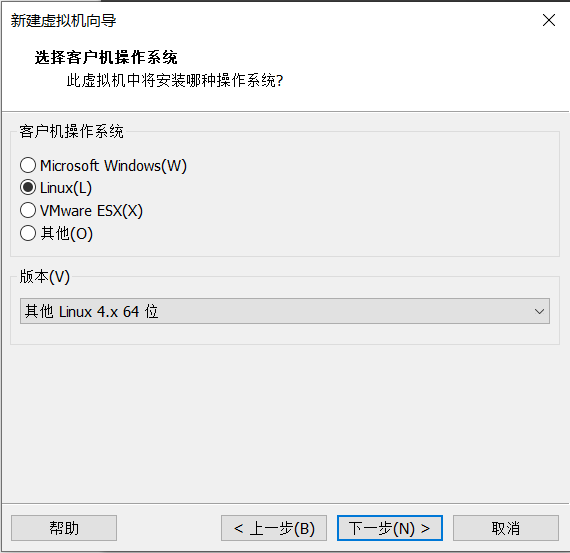 新建虚拟机向导
选择客户机操作系统
此虚拟机中将安装哪种操作系统?
客户机操作系统
Microsoft Windows(W)
Linux(L)
VMware ESX(X)
其他(O)
版本(V)
其他 Linux 4.x 64 位
帮助
< 上一步(B)
下一步(N) >
取消